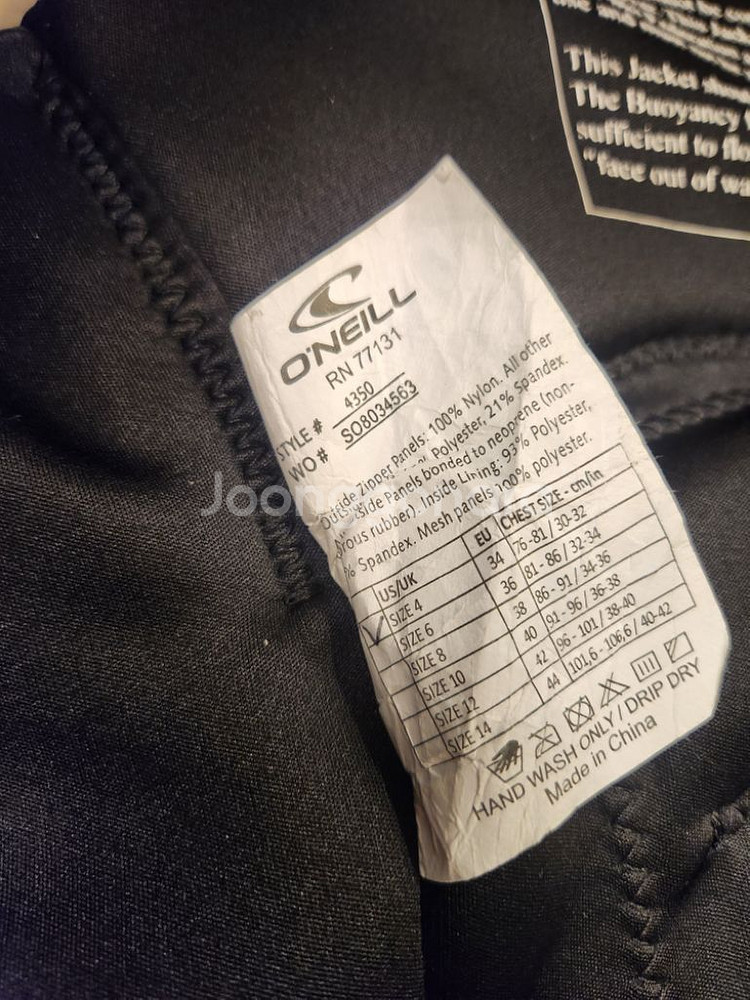 This Jacket
The Buoyancy
sufficient to
"face out of
O'NEILL
RN 77131
STYLE # 4350
WO # SO8034563
Outside Zipper panels: 100% Nylon. All other
Polyester, 21% Spandex.
Panels bonded to neoprene (non-
rubber). Inside Lining: 93% Polyester,
% Spandex. Mesh panels 100% polyester.
US/UK EU CHEST SIZE - cm/in
SIZE 4 34 76-81 / 30-32
SIZE 6 36 81 - 86 / 32-34
SIZE 8 38 86 - 91 / 34-36
SIZE 10 40 91 - 96 / 36-38
SIZE 12 42 96 - 101 / 38-40
SIZE 14 44 101,6 - 106,6 / 40-42
HAND WASH ONLY / DRIP DRY
Made in China